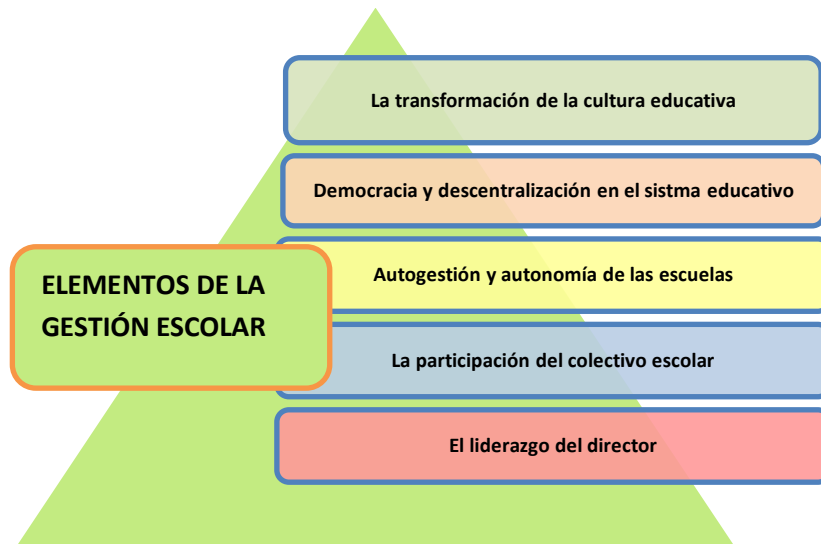 La transformación de la cultura educativa
Democracia y descentralización en el sistma educativo
ELEMENTOS DE LA
GESTIÓN ESCOLAR
Autogestión y autonomía de las escuelas
La participación del colectivo escolar
El liderazgo del director